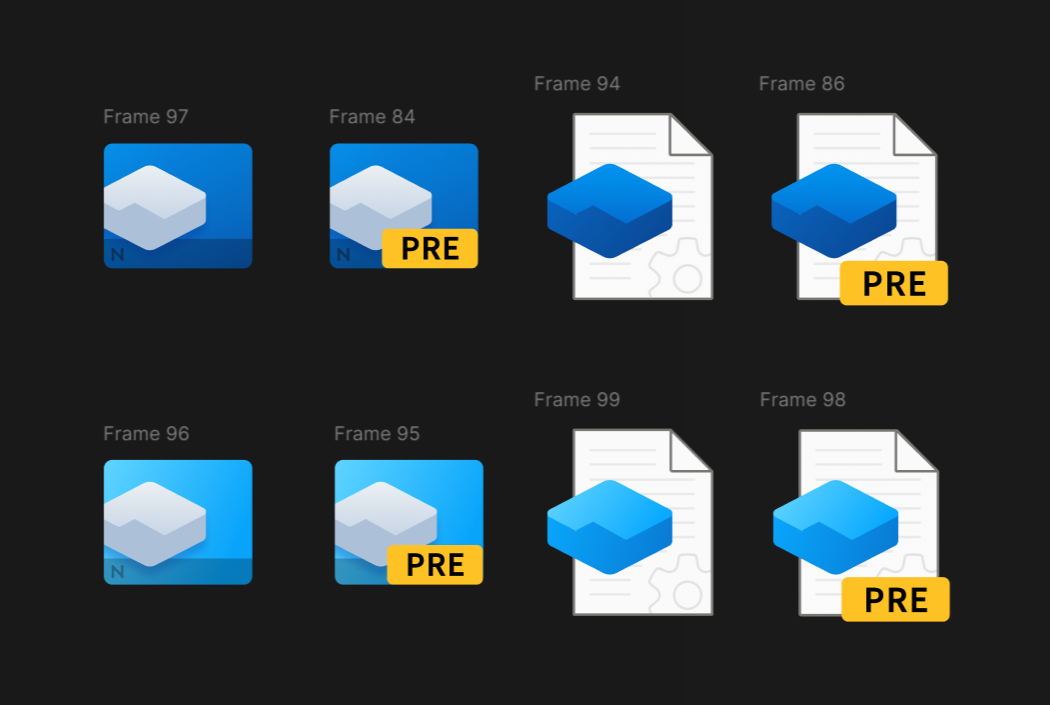 Frame 94
Frame 86
Frame 97
Frame 84
N
N
PRE
PRE
Frame 99
Frame 98
Frame 96
Frame 95
N
PRE
PRE